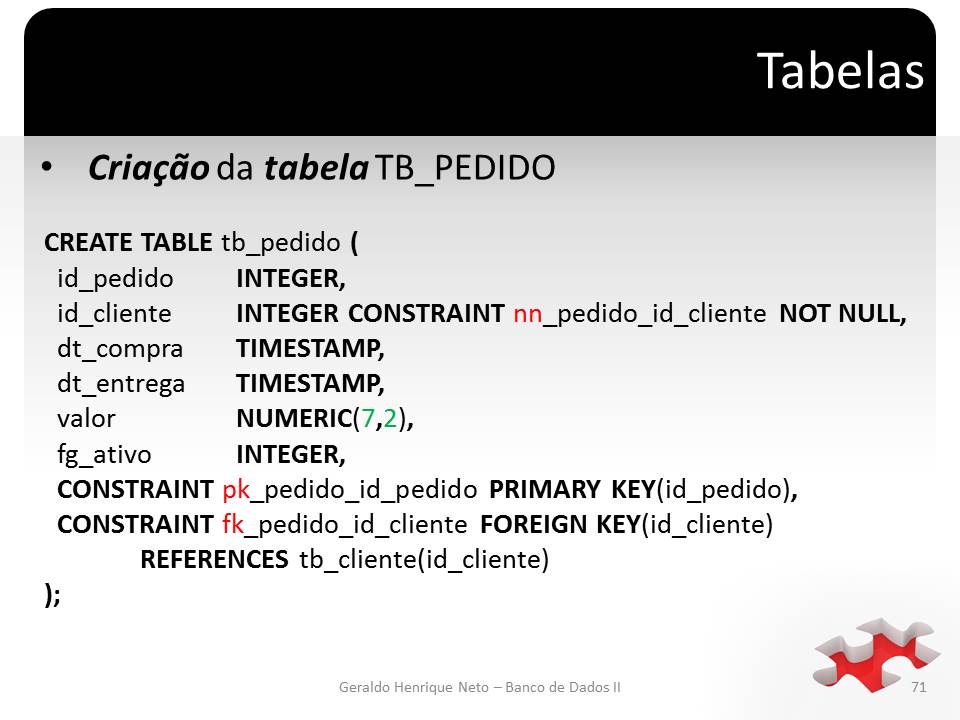 Tabelas
• Criação da tabela TB_PEDIDO
CREATE TABLE tb_pedido (
id_pedido INTEGER,
id_cliente INTEGER CONSTRAINT nn_pedido_id_cliente NOT NULL,
dt_compra TIMESTAMP,
dt_entrega TIMESTAMP,
valor NUMERIC(7,2),
fg_ativo INTEGER,
CONSTRAINT pk_pedido_id_pedido PRIMARY KEY(id_pedido),
CONSTRAINT fk_pedido_id_cliente FOREIGN KEY(id_cliente)
REFERENCES tb_cliente(id_cliente)
);
Geraldo Henrique Neto – Banco de Dados II 71